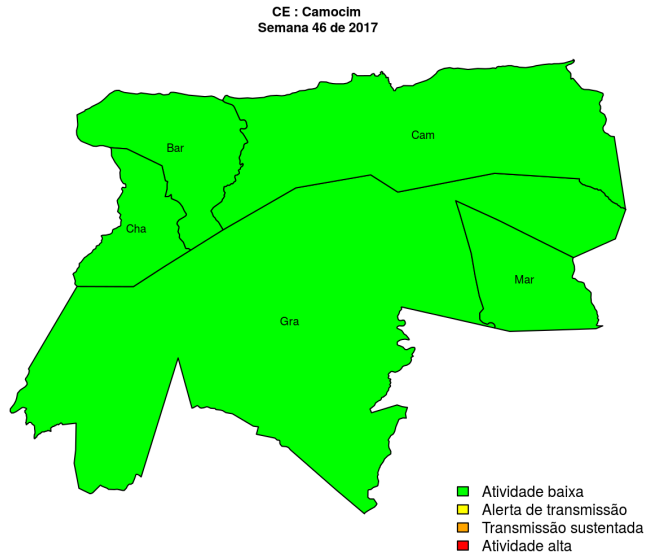 CE : Camocim
Semana 46 de 2017
Bar
Cam
Cha
Mar
Gra
Atividade baixa
Alerta de transmissão
Transmissão sustentada
Atividade alta